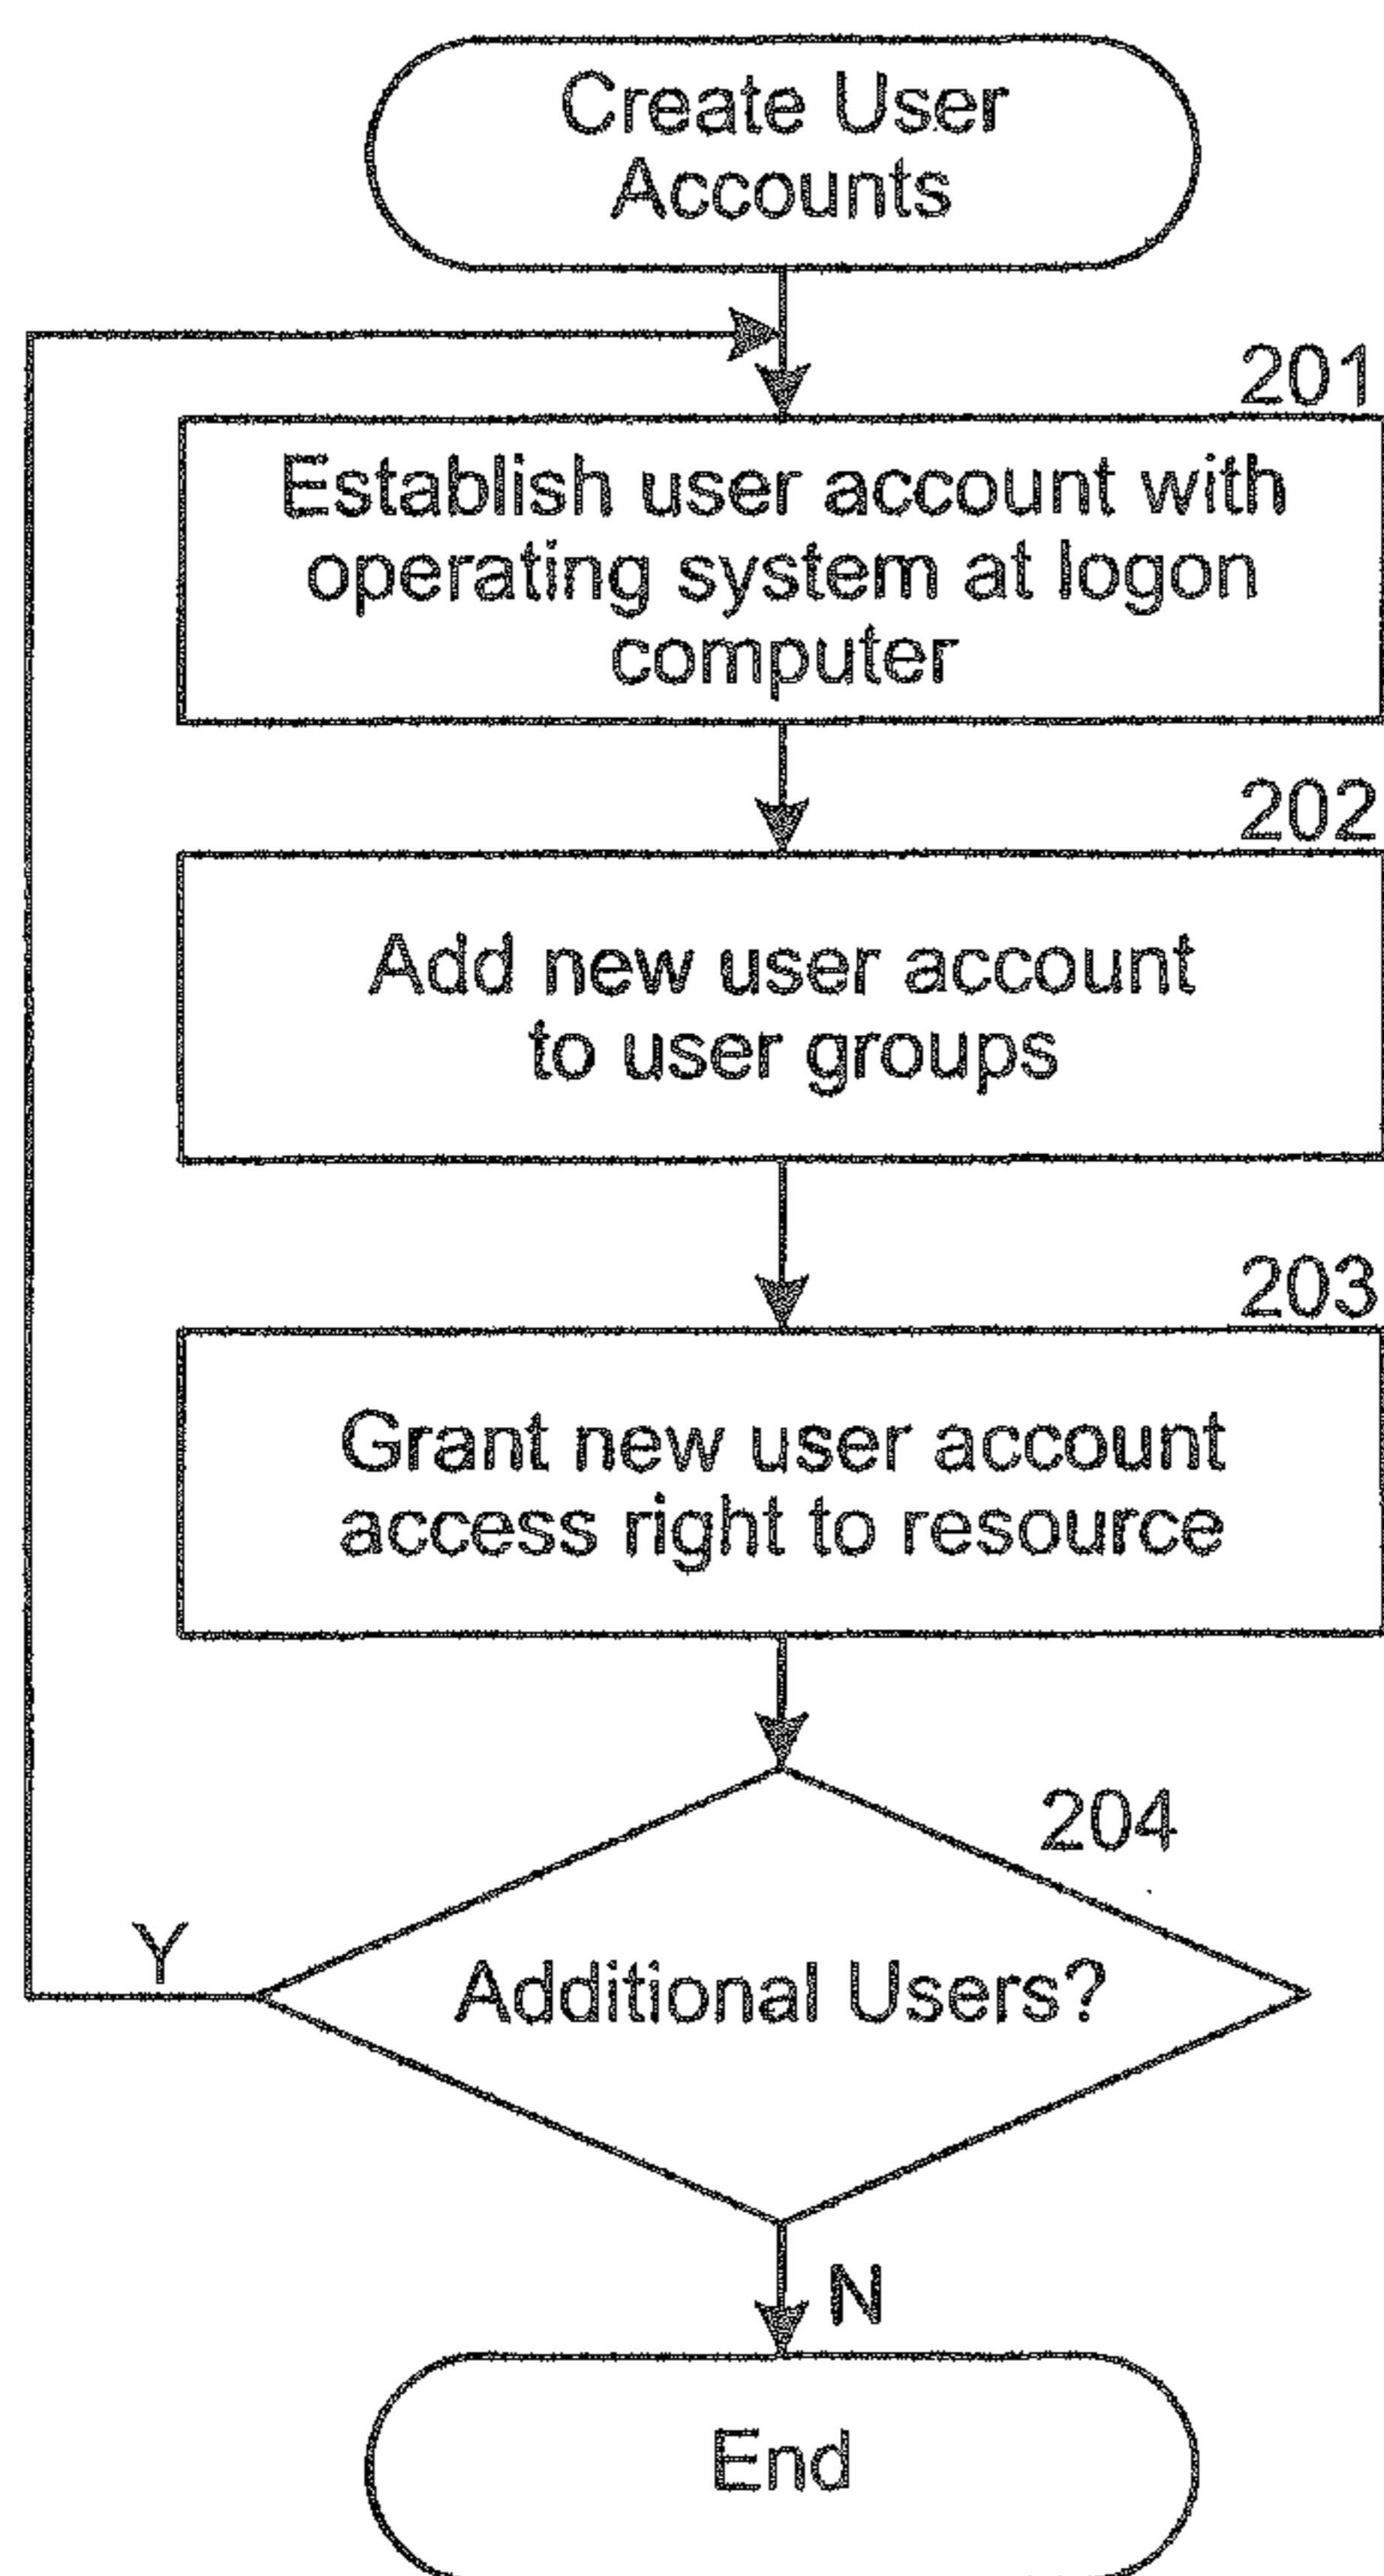 Create User
Accounts
201
Establish user account with
operating system at logon
computer
202
Add new user account
to user groups
203
Grant new user account
access right to resource
204
Y
Additional Users?
N
End